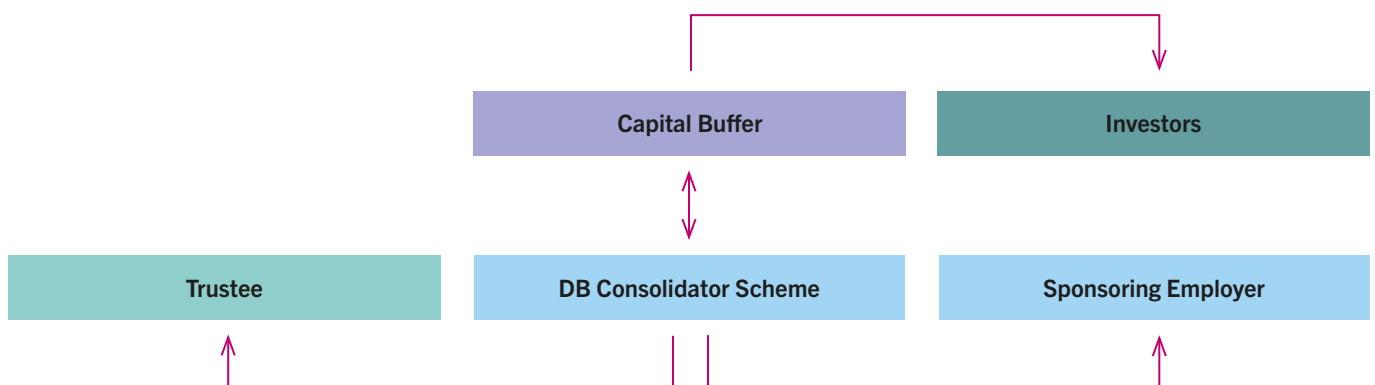 Capital Buffer
Investors
Trustee
DB Consolidator Scheme
Sponsoring Employer